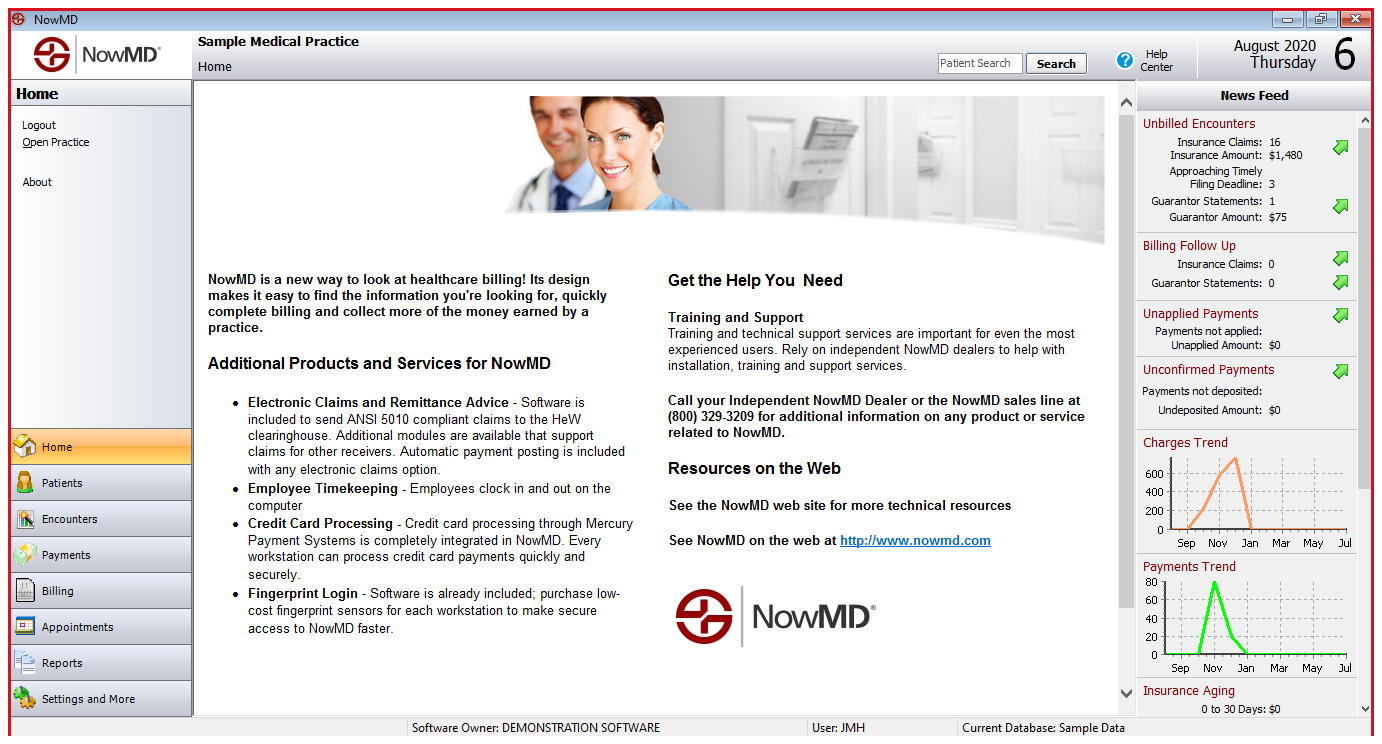 NowMD
NowMD®
Sample Medical Practice
Home
Patient Search
Search
?
Help
Center
August 2020
Thursday
6
Home
Logout
Open Practice
About
Home
Patients
Encounters
Payments
Billing
Appointments
Reports
Settings and More
NowMD is a new way to look at healthcare billing! Its design
makes it easy to find the information you're looking for, quickly
complete billing and collect more of the money earned by a
practice.
Additional Products and Services for NowMD
• Electronic Claims and Remittance Advice - Software is
included to send ANSI 5010 compliant claims to the HeW
clearinghouse. Additional modules are available that support
claims for other receivers. Automatic payment posting is included
with any electronic claims option.
• Employee Timekeeping - Employees clock in and out on the
computer
• Credit Card Processing - Credit card processing through Mercury
Payment Systems is completely integrated in NowMD. Every
workstation can process credit card payments quickly and
securely.
• Fingerprint Login - Software is already included; purchase low-
cost fingerprint sensors for each workstation to make secure
access to NowMD faster.
Get the Help You Need
Training and Support
Training and technical support services are important for even the most
experienced users. Rely on independent NowMD dealers to help with
installation, training and support services.
Call your Independent NowMD Dealer or the NowMD sales line at
(800) 329-3209 for additional information on any product or service
related to NowMD.
Resources on the Web
See the NowMD web site for more technical resources
See NowMD on the web at http://www.nowmd.com
NowMD®
News Feed
Unbilled Encounters
Insurance Claims: 16
Insurance Amount: $1,480
Approaching Timely
Filing Deadline: 3
Guarantor Statements: 1
Guarantor Amount: $75
Billing Follow Up
Insurance Claims: 0
Guarantor Statements: 0
Unapplied Payments
Payments not applied:
Unapplied Amount: $0
Unconfirmed Payments
Payments not deposited:
Undeposited Amount: $0
Charges Trend
600
400
200
0
Sep Nov Jan Mar May Jul
Payments Trend
80
60
40
20
0
Sep Nov Jan Mar May Jul
Insurance Aging
0 to 30 Days: $0
Software Owner: DEMONSTRATION SOFTWARE
User: JMH
Current Database: Sample Data